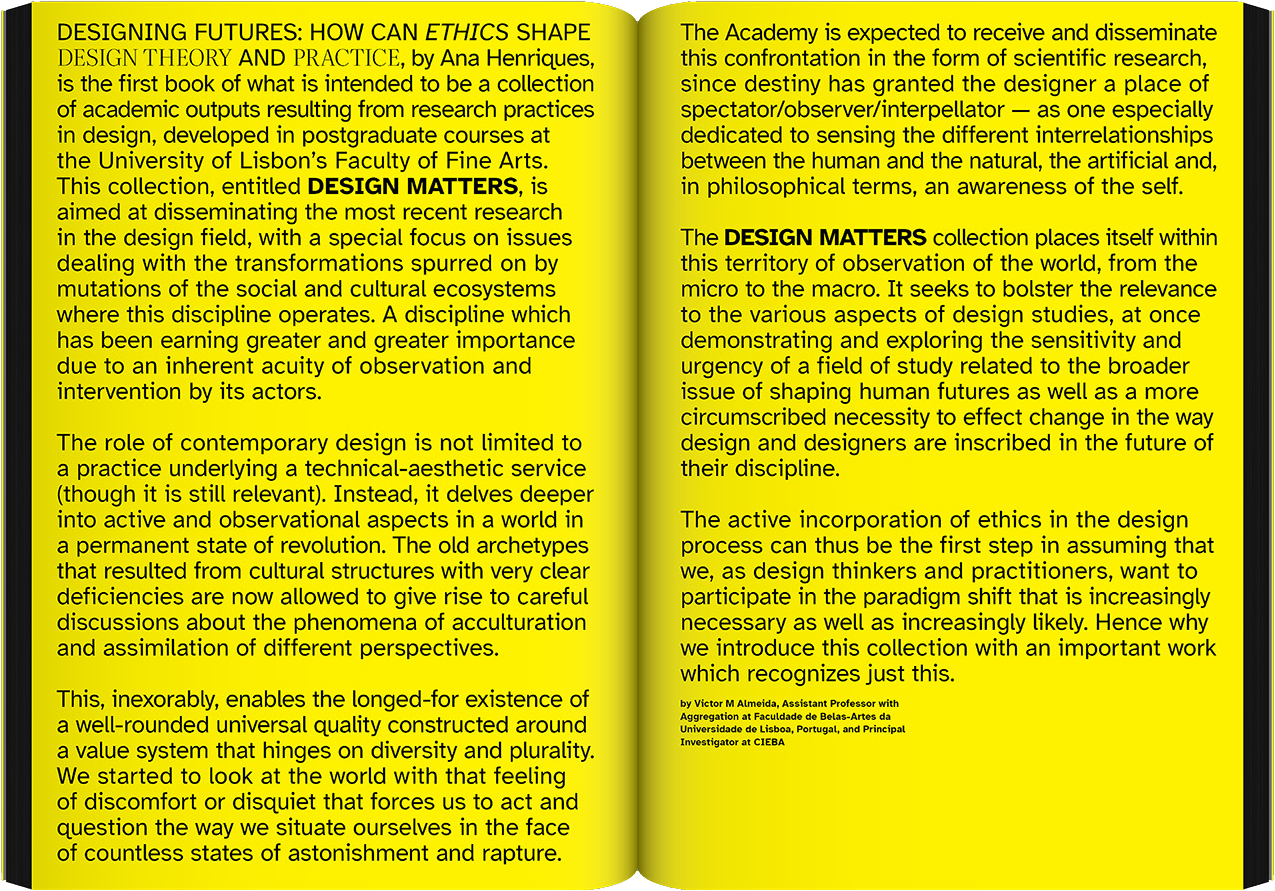 DESIGNING FUTURES: HOW CAN ETHICS SHAPE
DESIGN THEORY AND PRACTICE, by Ana Henriques,
is the first book of what is intended to be a collection
of academic outputs resulting from research practices
in design, developed in postgraduate courses at
the University of Lisbon’s Faculty of Fine Arts.
This collection, entitled DESIGN MATTERS, is
aimed at disseminating the most recent research
in the design field, with a special focus on issues
dealing with the transformations spurred on by
mutations of the social and cultural ecosystems
where this discipline operates. A discipline which
has been earning greater and greater importance
due to an inherent acuity of observation and
intervention by its actors.
The role of contemporary design is not limited to
a practice underlying a technical-aesthetic service
(though it is still relevant). Instead, it delves deeper
into active and observational aspects in a world in
a permanent state of revolution. The old archetypes
that resulted from cultural structures with very clear
deficiencies are now allowed to give rise to careful
discussions about the phenomena of acculturation
and assimilation of different perspectives.
This, inexorably, enables the longed-for existence of
a well-rounded universal quality constructed around
a value system that hinges on diversity and plurality.
We started to look at the world with that feeling
of discomfort or disquiet that forces us to act and
question the way we situate ourselves in the face
of countless states of astonishment and rapture.
The Academy is expected to receive and disseminate
this confrontation in the form of scientific research,
since destiny has granted the designer a place of
spectator/observer/interpellator — as one especially
dedicated to sensing the different interrelationships
between the human and the natural, the artificial and,
in philosophical terms, an awareness of the self.
The DESIGN MATTERS collection places itself within
this territory of observation of the world, from the
micro to the macro. It seeks to bolster the relevance
to the various aspects of design studies, at once
demonstrating and exploring the sensitivity and
urgency of a field of study related to the broader
issue of shaping human futures as well as a more
circumscribed necessity to effect change in the way
design and designers are inscribed in the future of
their discipline.
The active incorporation of ethics in the design
process can thus be the first step in assuming that
we, as design thinkers and practitioners, want to
participate in the paradigm shift that is increasingly
necessary as well as increasingly likely. Hence why
we introduce this collection with an important work
which recognizes just this.
by Victor M Almeida, Assistant Professor with
Aggregation at Faculdade de Belas-Artes da
Universidade de Lisboa, Portugal, and Principal
Investigator at CIEBA